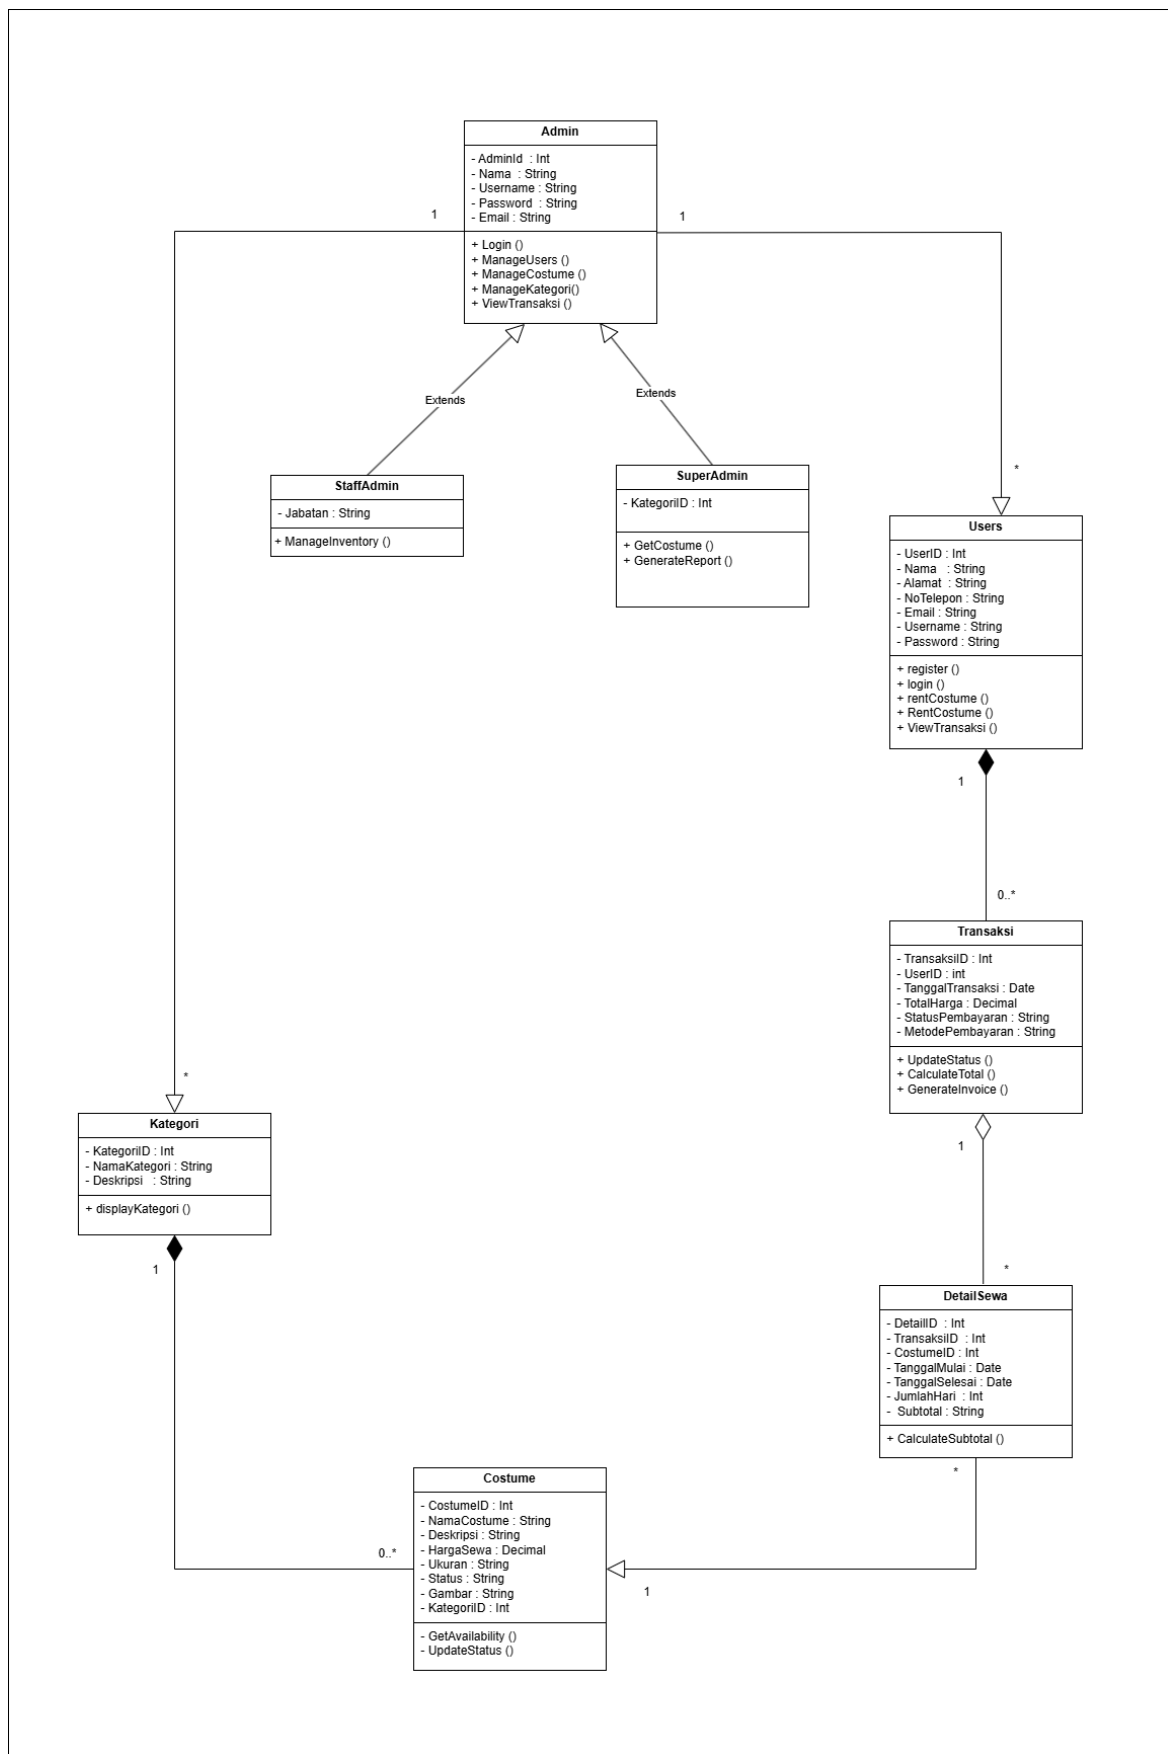 Admin
- AdminId : Int
- Nama : String
- Username : String
- Password : String
- Email : String
+ Login ()
+ ManageUsers ()
+ ManageCostume ()
+ ManageKategori()
+ ViewTransaksi ()
1
1
Extends
Extends
StaffAdmin
- Jabatan : String
+ ManageInventory ()
SuperAdmin
- KategoriID : Int
+ GetCostume ()
+ GenerateReport ()
*
Users
- UserID : Int
- Nama : String
- Alamat : String
- NoTelepon : String
- Email : String
- Username : String
- Password : String
+ register ()
+ login ()
+ rentCostume ()
+ RentCostume ()
+ ViewTransaksi ()
1
0..*
Transaksi
- TransaksiID : Int
- UserID : int
- TanggalTransaksi : Date
- TotalHarga : Decimal
- StatusPembayaran : String
- MetodePembayaran : String
+ UpdateStatus ()
+ CalculateTotal ()
+ GenerateInvoice ()
*
Kategori
- KategoriID : Int
- NamaKategori : String
- Deskripsi : String
+ displayKategori ()
1
1
*
DetailSewa
- DetailID : Int
- TransaksiID : Int
- CostumeID : Int
- TanggalMulai : Date
- TanggalSelesai : Date
- JumlahHari : Int
- Subtotal : String
+ CalculateSubtotal ()
*
Costume
- CostumeID : Int
- NamaCostume : String
- Deskripsi : String
- HargaSewa : Decimal
- Ukuran : String
- Status : String
- Gambar : String
- KategoriID : Int
- GetAvailability ()
- UpdateStatus ()
0..*
1